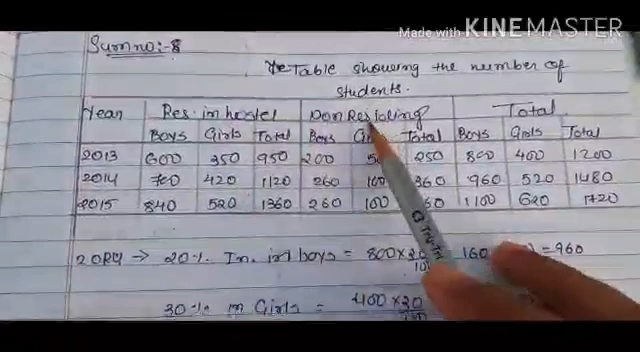 Made with KINEMASTER
Sum no:- 8
Table showing the number of
students.
Year Res. in hostel Non Residing Total
Boys Girls Total Boys Total Boys Girls Total
2013 600 350 950 200 250 800 400 1200
2014 700 420 1120 260 100 360 960 520 1480
2015 840 520 1360 260 100 1100 620 1720
2014 → 20% In. in boys = 800 × 20 160 = 960
30% in Girls = 400 × 30